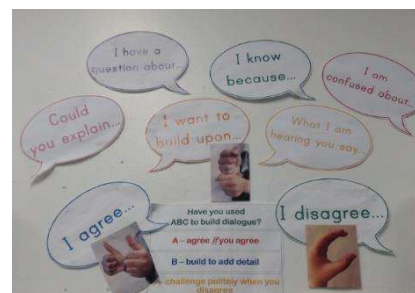 I have a
question about...
I know
because...
I am
confused about...
Could
you explain...
I want to
build upon...
What I am
hearing you say...
I agree...
Have you used
ABC to build dialogue?
A – agree if you agree
B – build to add detail
challenge politely when you
disagree
I disagree...